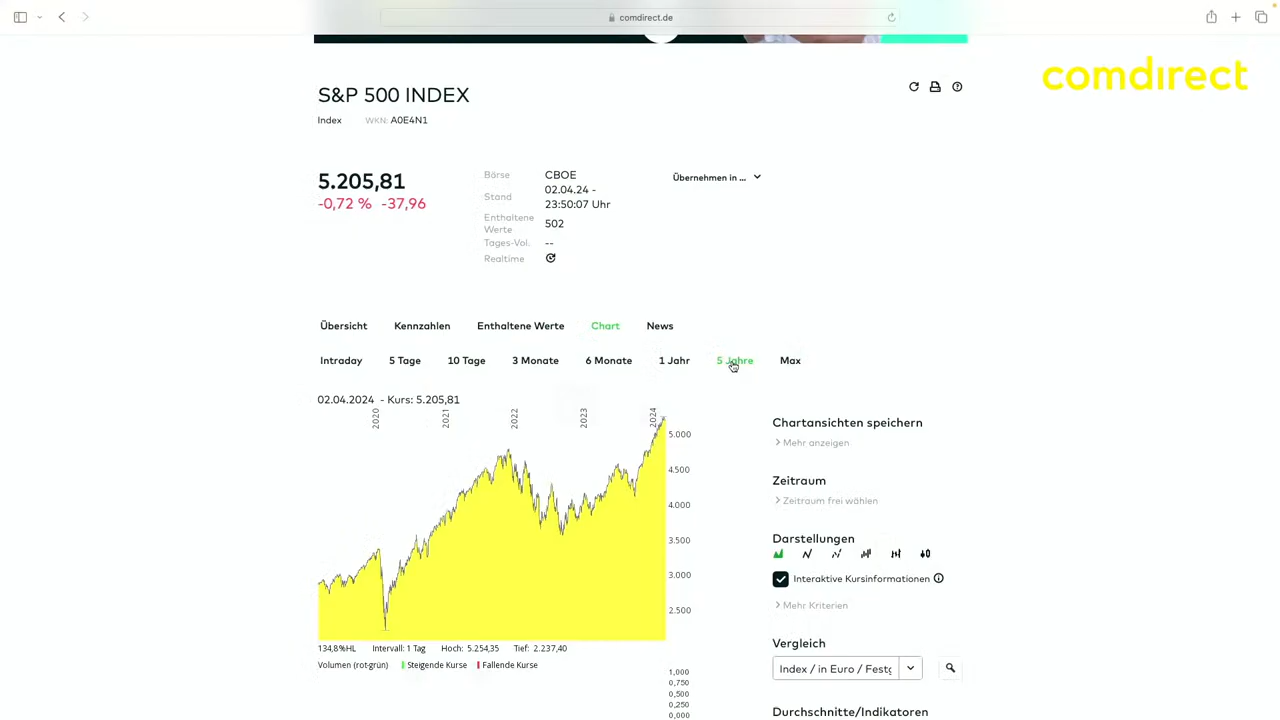 comdirect.de
comdirect
S&P 500 INDEX
Index WKN: A0E4N1
5.205,81
-0,72 % -37,96
Börse CBOE
Stand 02.04.24 - 23:50:07 Uhr
Enthaltene Werte 502
Tages-Vol. --
Realtime
Übernehmen in ...
Übersicht Kennzahlen Enthaltene Werte Chart News
Intraday 5 Tage 10 Tage 3 Monate 6 Monate 1 Jahr 5 Jahre Max
02.04.2024 - Kurs: 5.205,81
2020 2021 2022 2023 2024
5.000
4.500
4.000
3.500
3.000
2.500
134,8%HL Intervall: 1 Tag Hoch: 5.254,35 Tief: 2.237,40
Volumen (rot-grün) Steigende Kurse Fallende Kurse
1,000
0,750
0,500
0,250
0,000
Chartansichten speichern
Mehr anzeigen
Zeitraum
Zeitraum frei wählen
Darstellungen
Interaktive Kursinformationen
Mehr Kriterien
Vergleich
Index / in Euro / Festg
Durchschnitte/Indikatoren